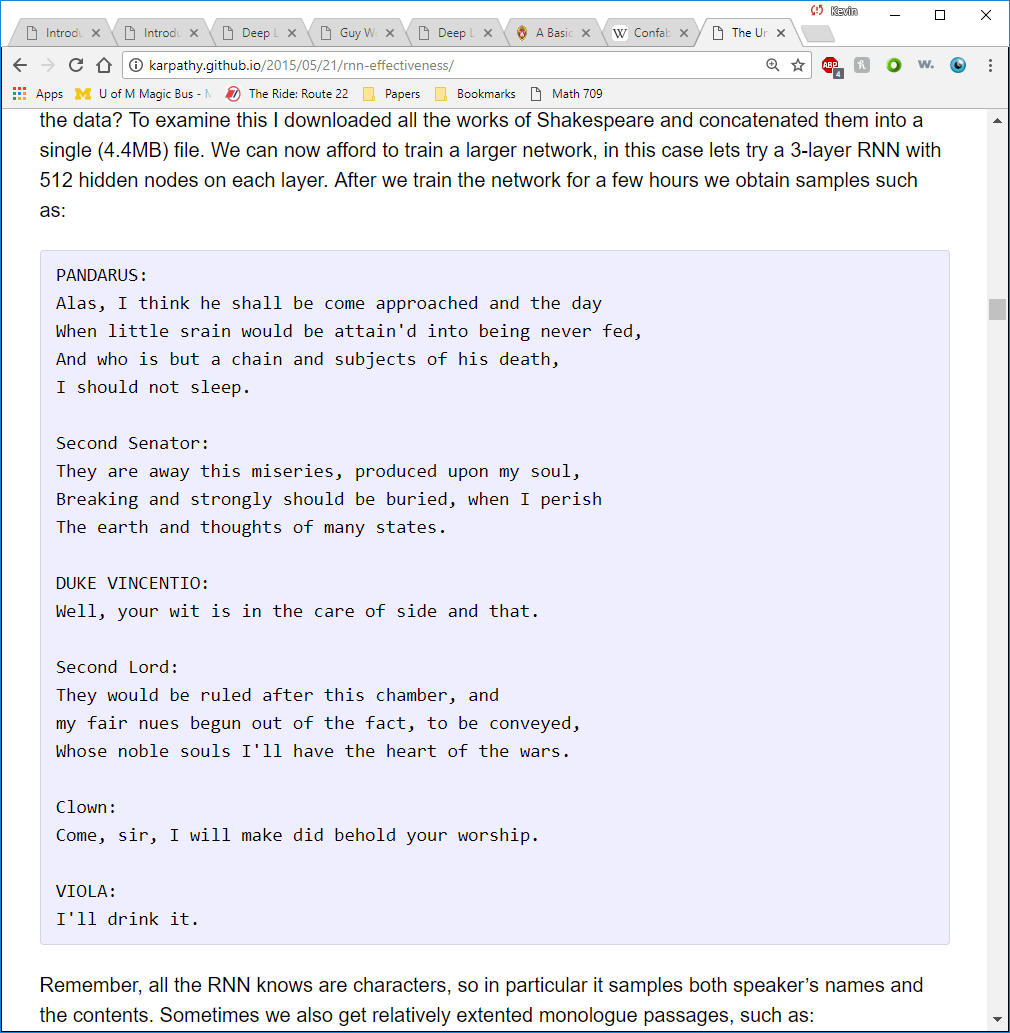 Kevin
Introdu
Introdu
Deep L
Guy W
Deep L
A Basic
W Confab
The Ur
karpathy.github.io/2015/05/21/rnn-effectiveness/
ABP 4 w.
Apps U of M Magic Bus - The Ride: Route 22 Papers Bookmarks Math 709
the data? To examine this I downloaded all the works of Shakespeare and concatenated them into a
single (4.4MB) file. We can now afford to train a larger network, in this case lets try a 3-layer RNN with
512 hidden nodes on each layer. After we train the network for a few hours we obtain samples such
as:
PANDARUS:
Alas, I think he shall be come approached and the day
When little srain would be attain'd into being never fed,
And who is but a chain and subjects of his death,
I should not sleep.
Second Senator:
They are away this miseries, produced upon my soul,
Breaking and strongly should be buried, when I perish
The earth and thoughts of many states.
DUKE VINCENTIO:
Well, your wit is in the care of side and that.
Second Lord:
They would be ruled after this chamber, and
my fair nues begun out of the fact, to be conveyed,
Whose noble souls I'll have the heart of the wars.
Clown:
Come, sir, I will make did behold your worship.
VIOLA:
I'll drink it.
Remember, all the RNN knows are characters, so in particular it samples both speaker's names and
the contents. Sometimes we also get relatively extented monologue passages, such as: